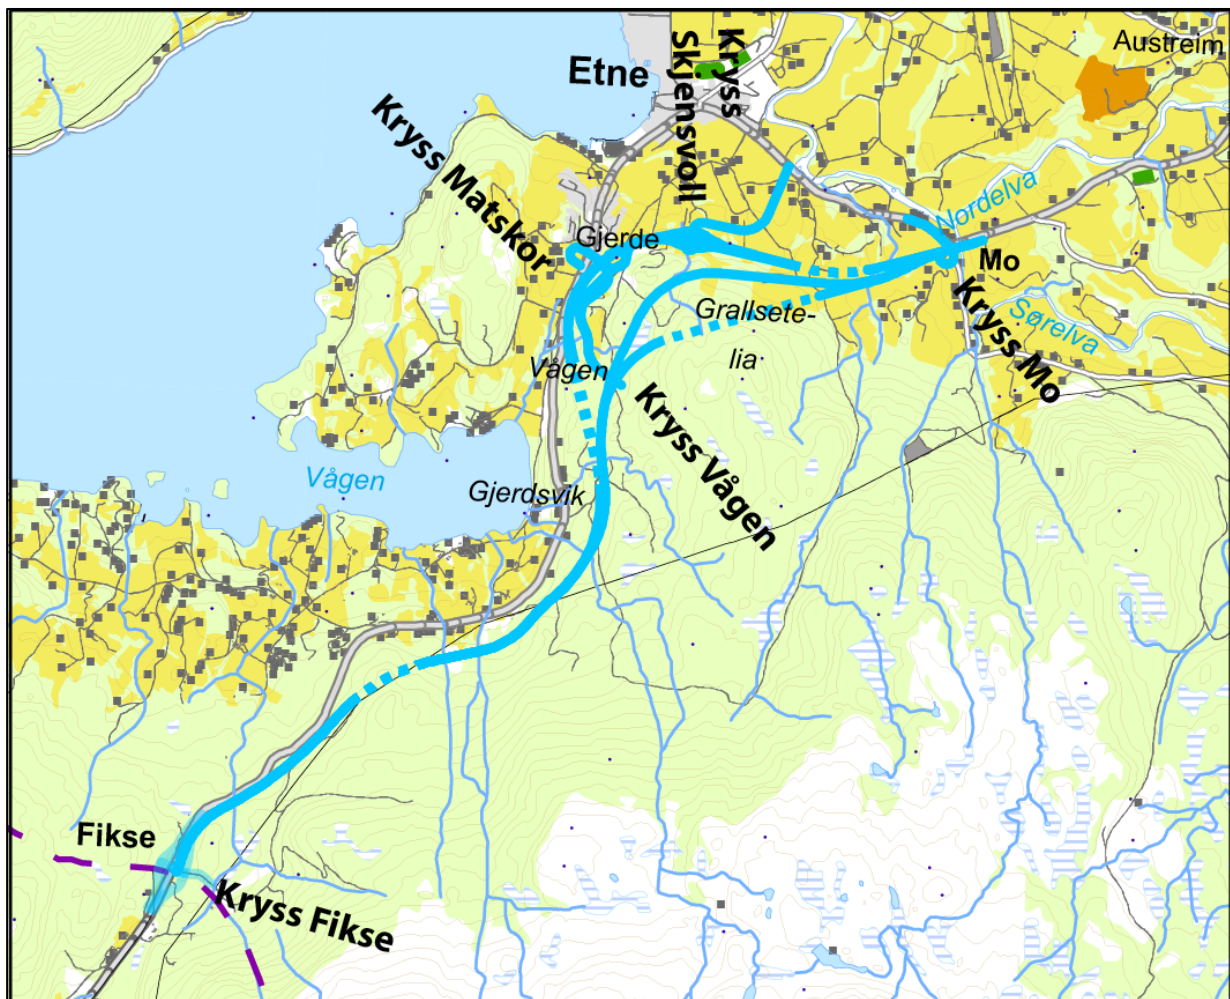 Austreim
Kryss
Skjensvoll
Etne
Kryss Matskor
Nordelva
Gjerde
Mo
Kryss Mo
Grallsete-
lia
Sørelva
Vågen
Kryss Vågen
Vågen
Gjerdsvik
Fikse
Kryss Fikse